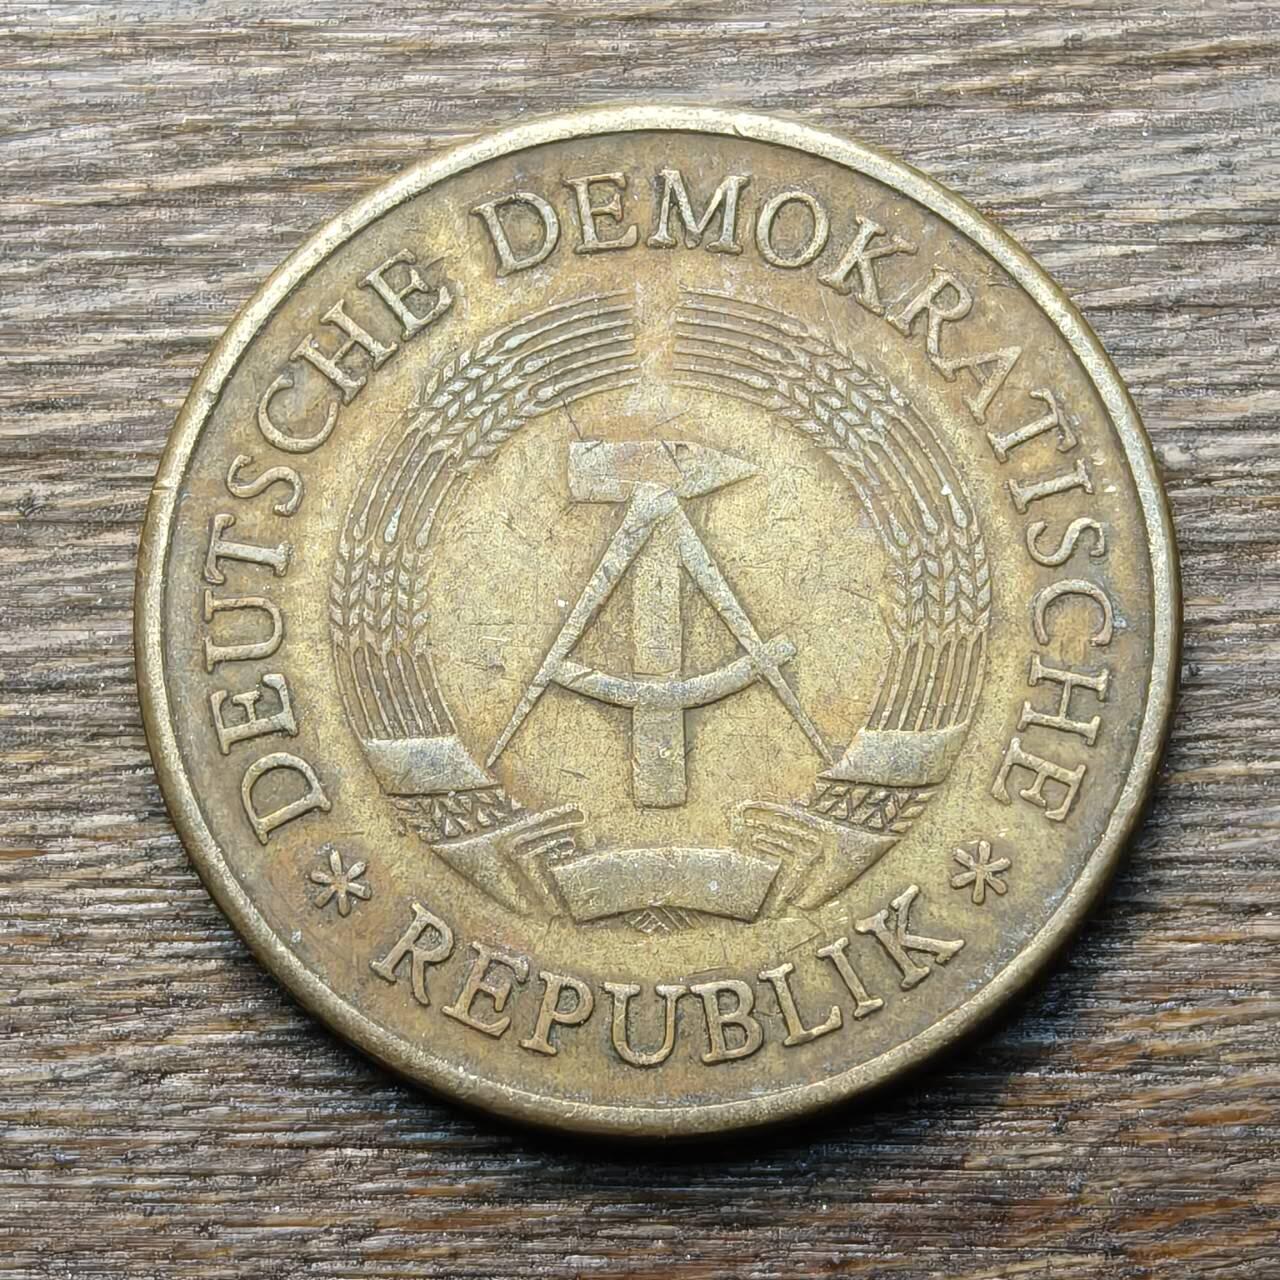 DEUTSCHE DEMOKRATISCHE
* REPUBLIK *